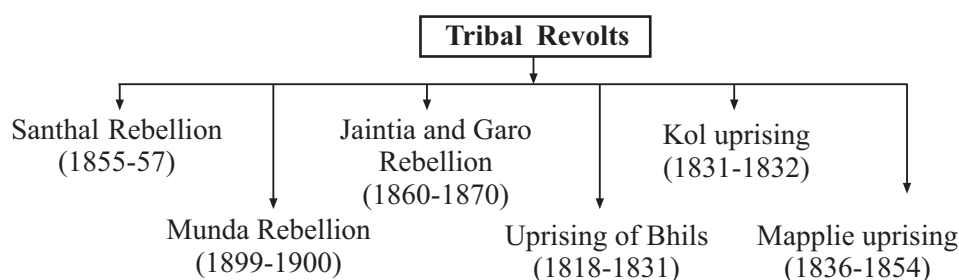 Tribal Revolts
Santhal Rebellion
(1855-57)
Munda Rebellion
(1899-1900)
Jaintia and Garo
Rebellion
(1860-1870)
Uprising of Bhils
(1818-1831)
Kol uprising
(1831-1832)
Mapplie uprising
(1836-1854)